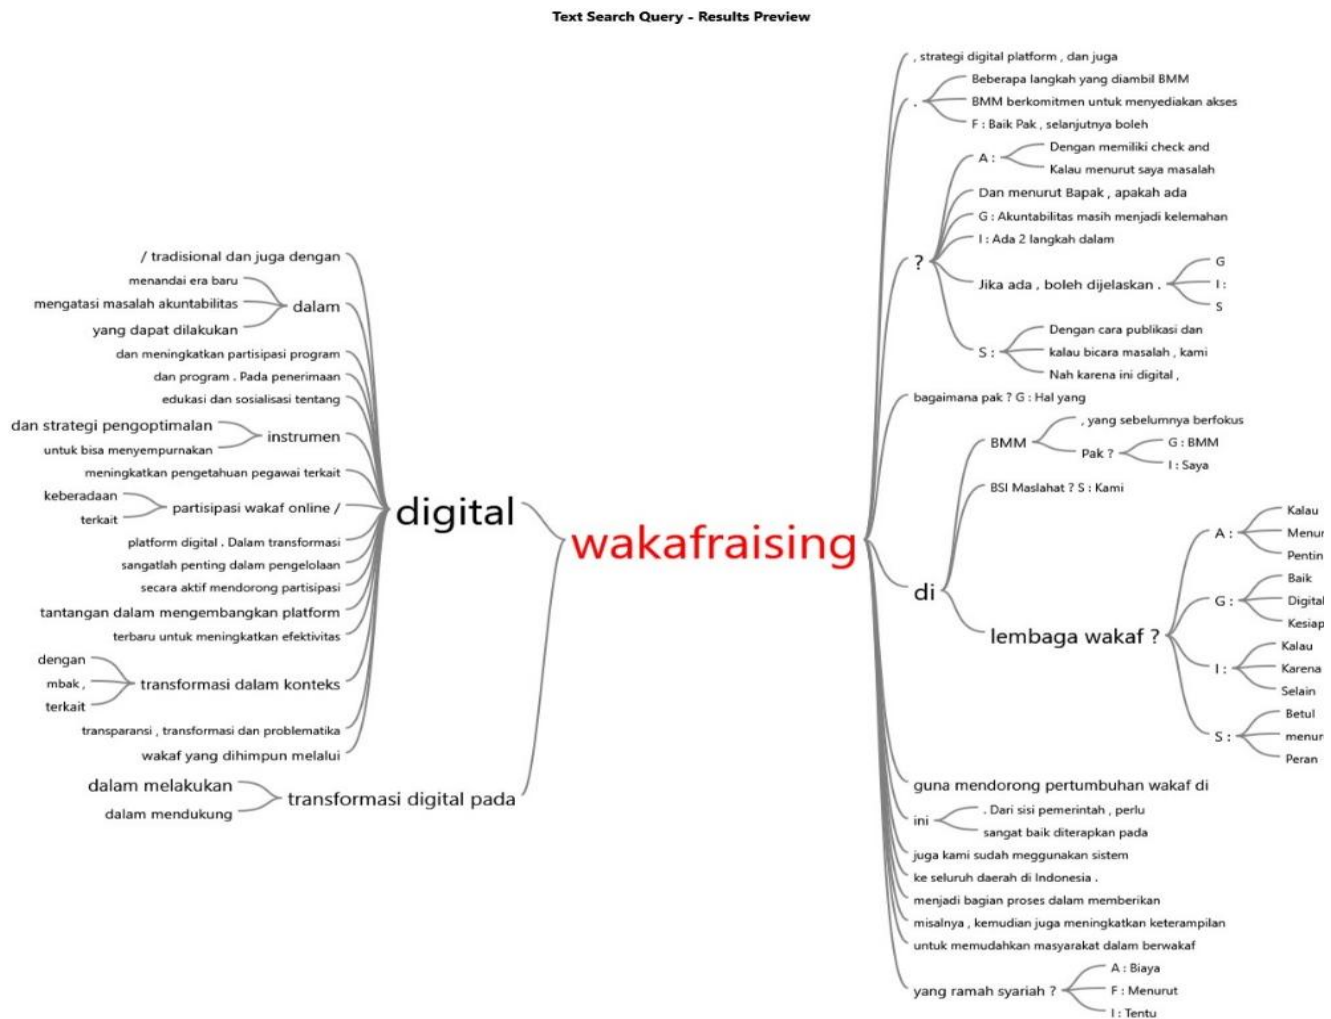 Text Search Query - Results Preview
/ tradisional dan juga dengan
menandai era baru
mengatasi masalah akuntabilitas
yang dapat dilakukan
dalam
dan meningkatkan partisipasi program
dan program . Pada penerimaan
edukasi dan sosialisasi tentang
dan strategi pengoptimalan
untuk bisa menyempurnakan
instrumen
meningkatkan pengetahuan pegawai terkait
keberadaan
terkait
partisipasi wakaf online /
platform digital . Dalam transformasi
sangatlah penting dalam pengelolaan
secara aktif mendorong partisipasi
tantangan dalam mengembangkan platform
terbaru untuk meningkatkan efektivitas
dengan
mbak ,
terkait
transformasi dalam konteks
transparansi , transformasi dan problematika
wakaf yang dihimpun melalui
digital
dalam melakukan
dalam mendukung
transformasi digital pada
wakafraising
, strategi digital platform , dan juga
.
Beberapa langkah yang diambil BMM
BMM berkomitmen untuk menyediakan akses
F : Baik Pak , selanjutnya boleh
?
A :
Dengan memiliki check and
Kalau menurut saya masalah
Dan menurut Bapak , apakah ada
G : Akuntabilitas masih menjadi kelemahan
I : Ada 2 langkah dalam
Jika ada , boleh dijelaskan .
G
I :
S
S :
Dengan cara publikasi dan
kalau bicara masalah , kami
Nah karena ini digital ,
bagaimana pak ? G : Hal yang
di
BMM
, yang sebelumnya berfokus
Pak ?
G : BMM
I : Saya
BSI Maslahat ? S : Kami
lembaga wakaf ?
A :
Kalau
Menur
Pentin
G :
Baik
Digital
Kesiap
I :
Kalau
Karena
Selain
S :
Betul
menur
Peran
guna mendorong pertumbuhan wakaf di
ini
. Dari sisi pemerintah , perlu
sangat baik diterapkan pada
juga kami sudah meggunakan sistem
ke seluruh daerah di Indonesia .
menjadi bagian proses dalam memberikan
misalnya , kemudian juga meningkatkan keterampilan
untuk memudahkan masyarakat dalam berwakaf
yang ramah syariah ?
A : Biaya
F : Menurut
I : Tentu